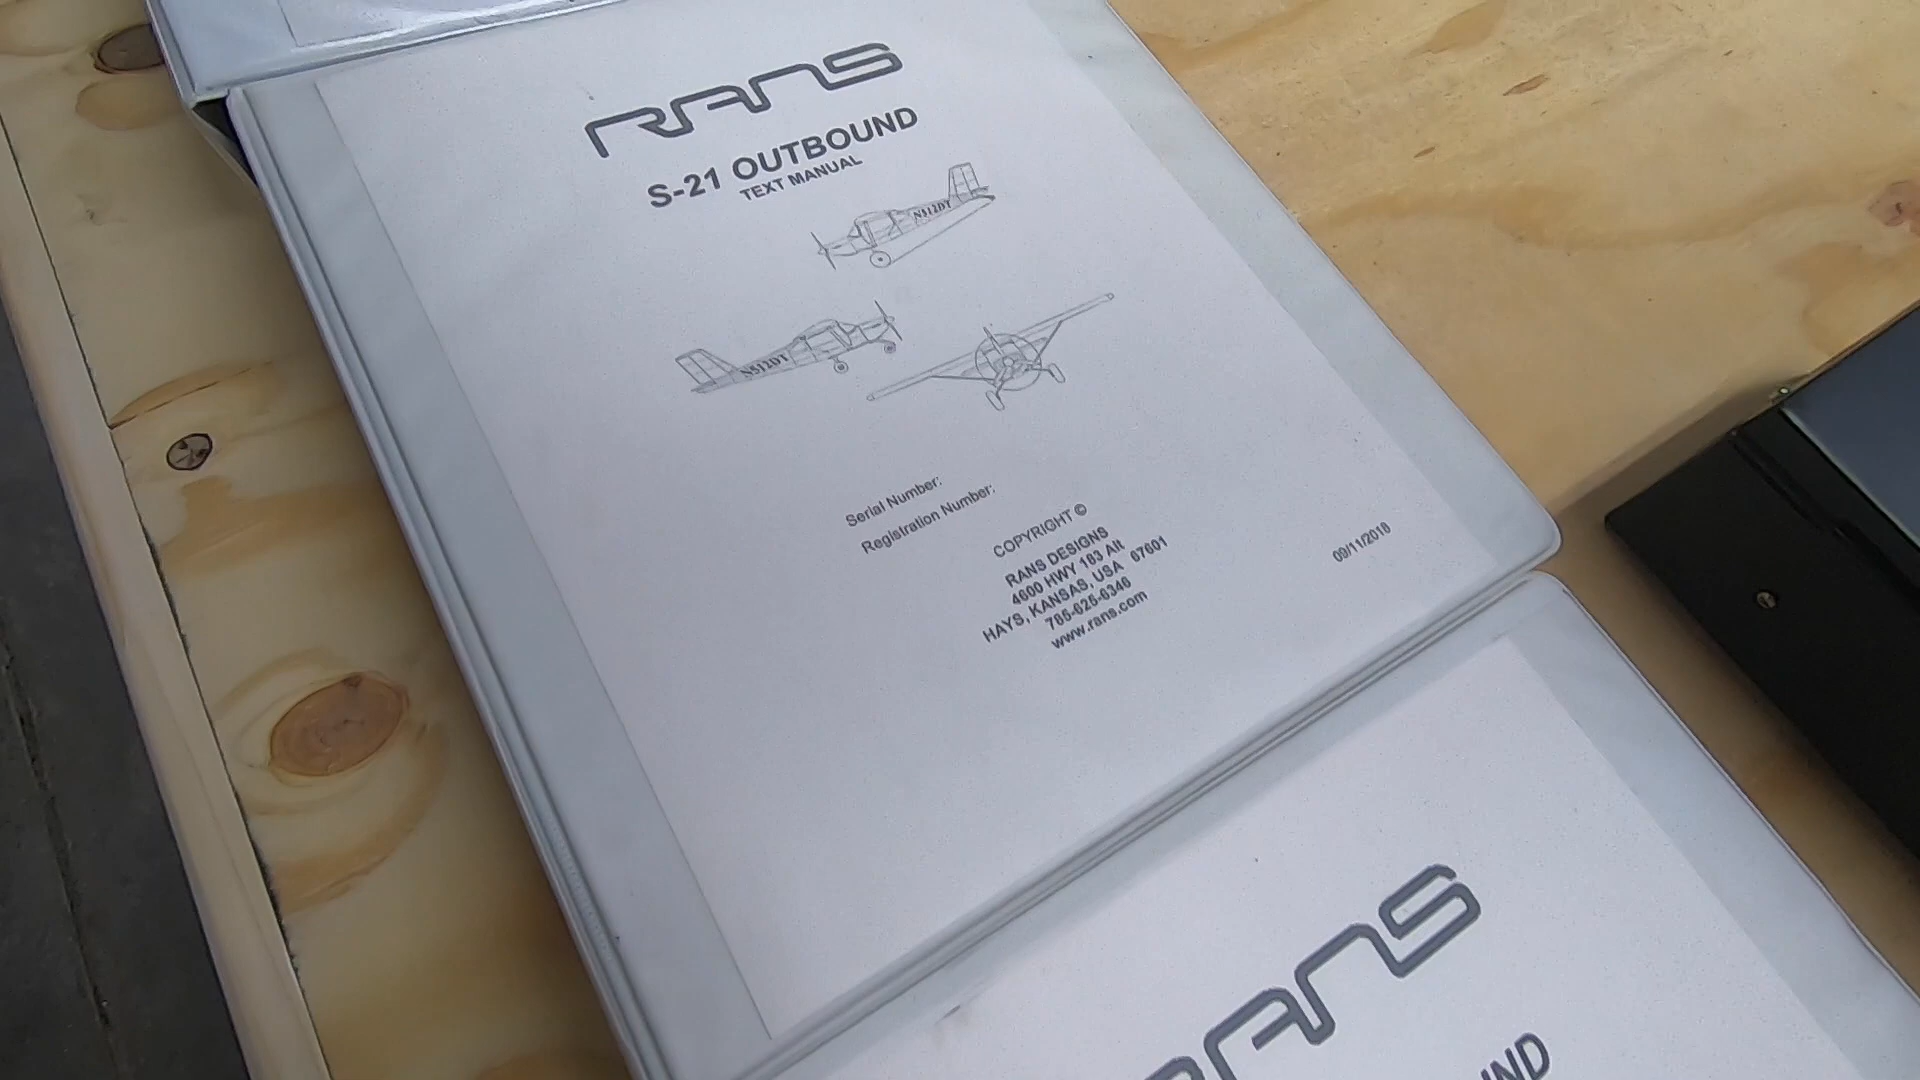 RANS
S-21 OUTBOUND
TEXT MANUAL
N512DT
N512DT
Serial Number:
Registration Number:
COPYRIGHT ©
RANS DESIGNS
4600 HWY 183 Alt
HAYS, KANSAS, USA 67601
785-625-6346
www.rans.com
09/11/2018
RANS